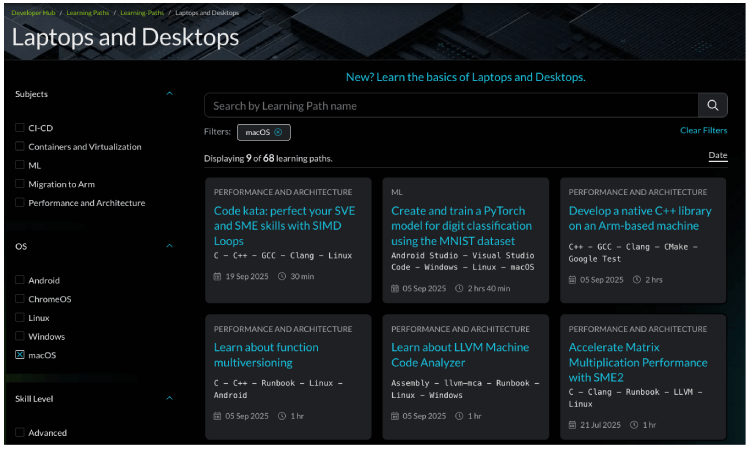 Developer Hub / Learning Paths / Learning-Paths / Laptops and Desktops
Laptops and Desktops
New? Learn the basics of Laptops and Desktops.
Search by Learning Path name
Filters: macOS
Clear Filters
Displaying 9 of 68 learning paths.
Date
Subjects
CI-CD
Containers and Virtualization
ML
Migration to Arm
Performance and Architecture
OS
Android
ChromeOS
Linux
Windows
macOS
Skill Level
Advanced
PERFORMANCE AND ARCHITECTURE
Code kata: perfect your SVE
and SME skills with SIMD
Loops
C - C++ - GCC - Clang - Linux
19 Sep 2025 30 min
ML
Create and train a PyTorch
model for digit classification
using the MNIST dataset
Android Studio - Visual Studio
Code - Windows - Linux - macOS
05 Sep 2025 2 hrs 40 min
PERFORMANCE AND ARCHITECTURE
Develop a native C++ library
on an Arm-based machine
C++ - GCC - Clang - CMake -
Google Test
05 Sep 2025 2 hrs
PERFORMANCE AND ARCHITECTURE
Learn about function
multiversioning
C - C++ - Runbook - Linux -
Android
05 Sep 2025 1 hr
PERFORMANCE AND ARCHITECTURE
Learn about LLVM Machine
Code Analyzer
Assembly - llvm-mca - Runbook -
Linux - Windows
05 Sep 2025 1 hr
PERFORMANCE AND ARCHITECTURE
Accelerate Matrix
Multiplication Performance
with SME2
C - Clang - Runbook - LLVM -
Linux
21 Jul 2025 1 hr